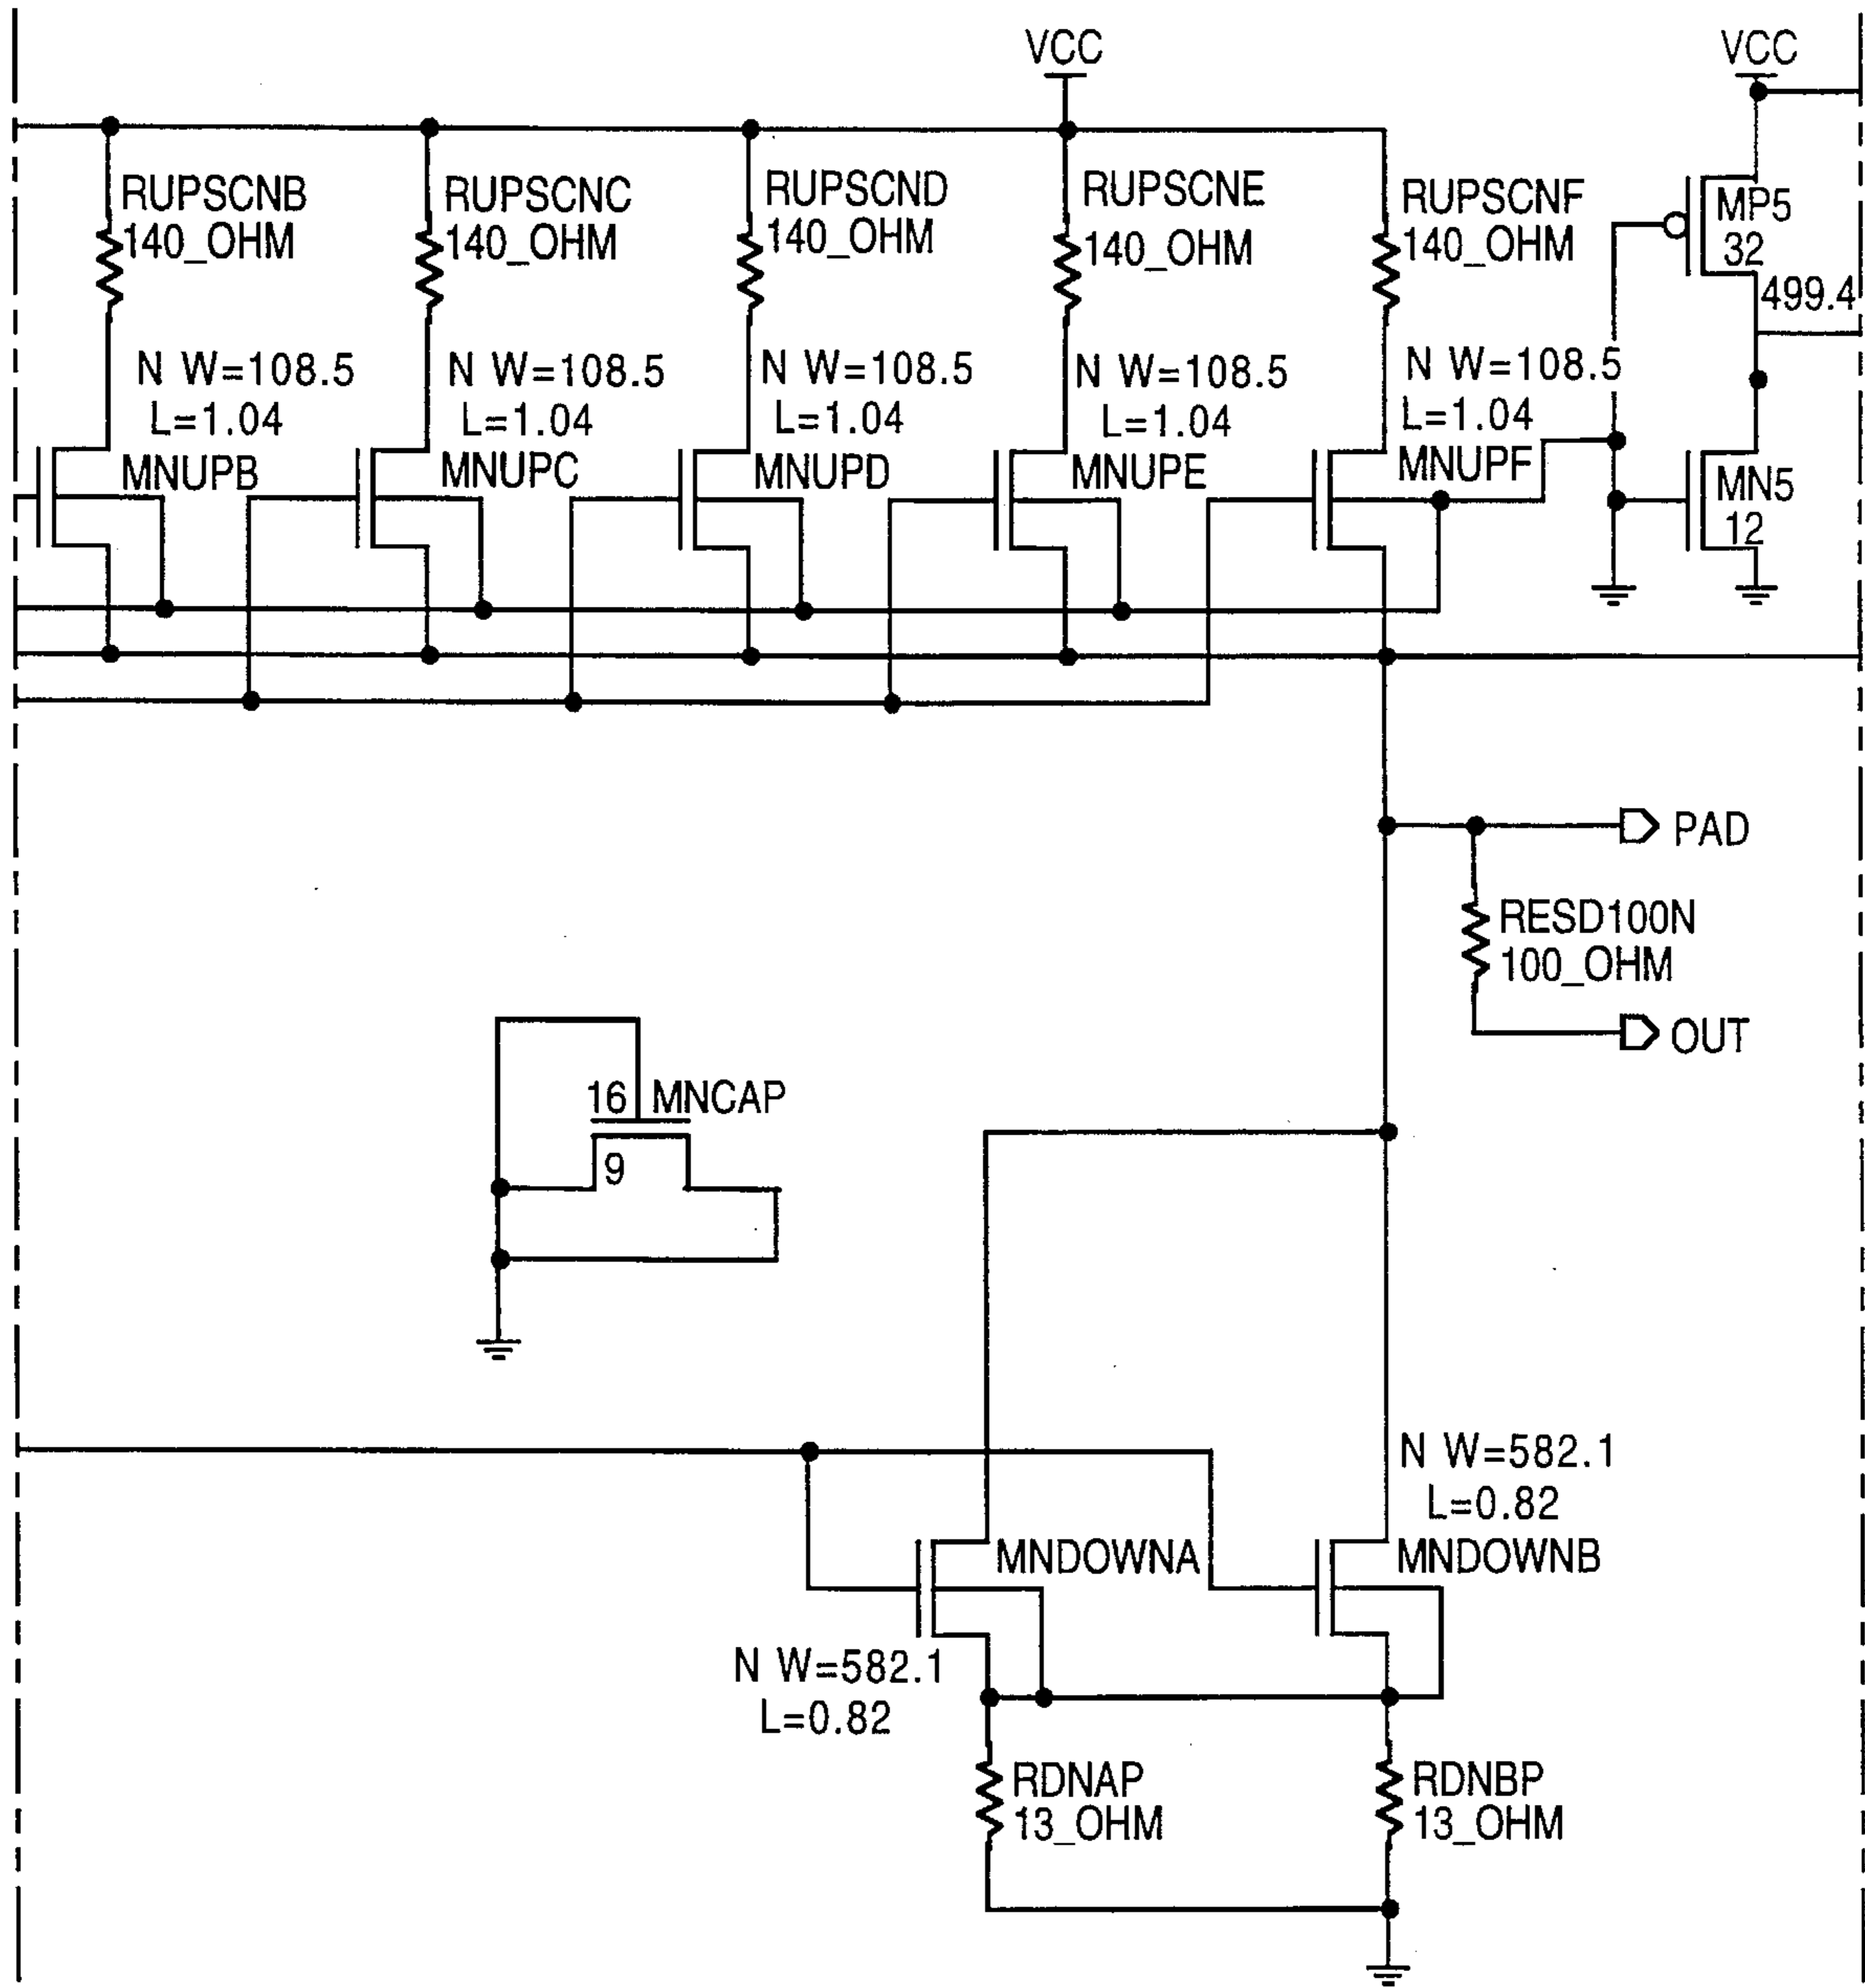 VCC
VCC
RUPSCNB
140_OHM
RUPSCNC
140_OHM
RUPSCND
140_OHM
RUPSCNE
140_OHM
RUPSCNF
140_OHM
MP5
32
499.4
N W=108.5
L=1.04
MNUPB
N W=108.5
L=1.04
MNUPC
N W=108.5
L=1.04
MNUPD
N W=108.5
L=1.04
MNUPE
N W=108.5
L=1.04
MNUPF
MN5
12
PAD
RESD100N
100_OHM
OUT
16 MNCAP
9
N W=582.1
L=0.82
MNDOWNA
MNDOWNB
N W=582.1
L=0.82
RDNAP
13_OHM
RDNBP
13_OHM